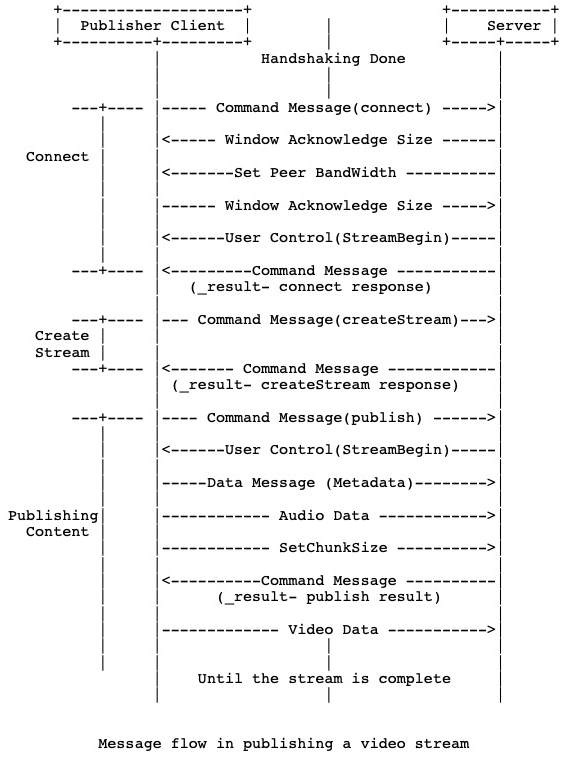 Publisher Client Server
Handshaking Done
Command Message(connect)
Window Acknowledge Size
Connect
Set Peer BandWidth
Window Acknowledge Size
User Control(StreamBegin)
Command Message
(_result- connect response)
Command Message(createStream)
Create
Stream
Command Message
(_result- createStream response)
Command Message(publish)
User Control(StreamBegin)
Data Message (Metadata)
Publishing
Content
Audio Data
SetChunkSize
Command Message
(_result- publish result)
Video Data
Until the stream is complete
Message flow in publishing a video stream